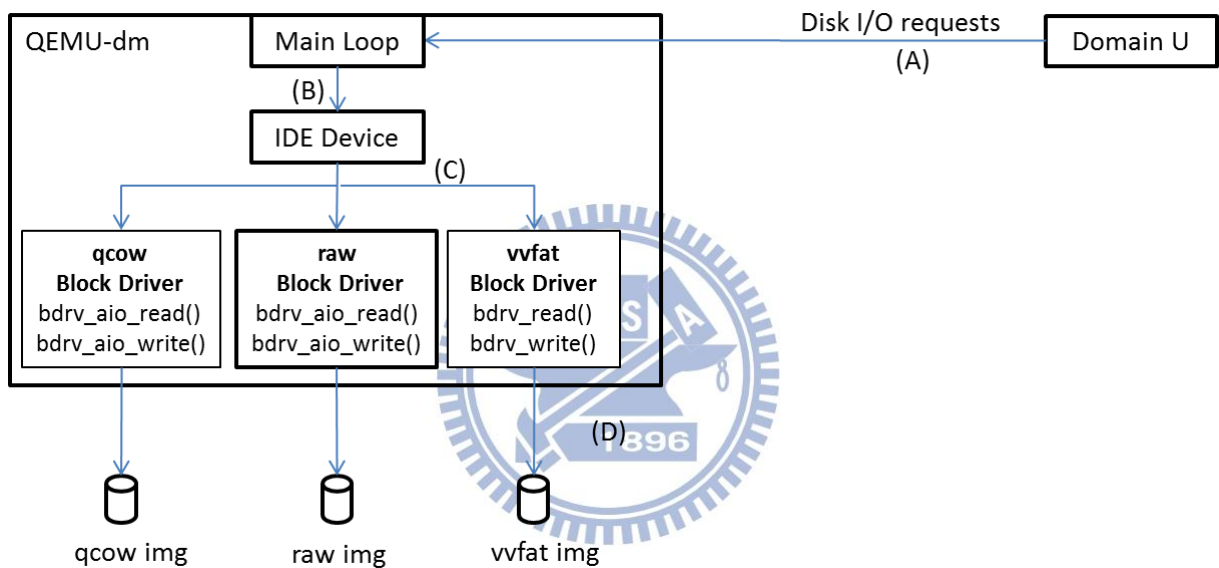 QEMU-dm
Main Loop
Disk I/O requests
(A)
Domain U
(B)
IDE Device
(C)
qcow
Block Driver
bdrv_aio_read()
bdrv_aio_write()
raw
Block Driver
bdrv_aio_read()
bdrv_aio_write()
vvfat
Block Driver
bdrv_read()
bdrv_write()
S
A
(D)
1896
qcow img
raw img
vvfat img